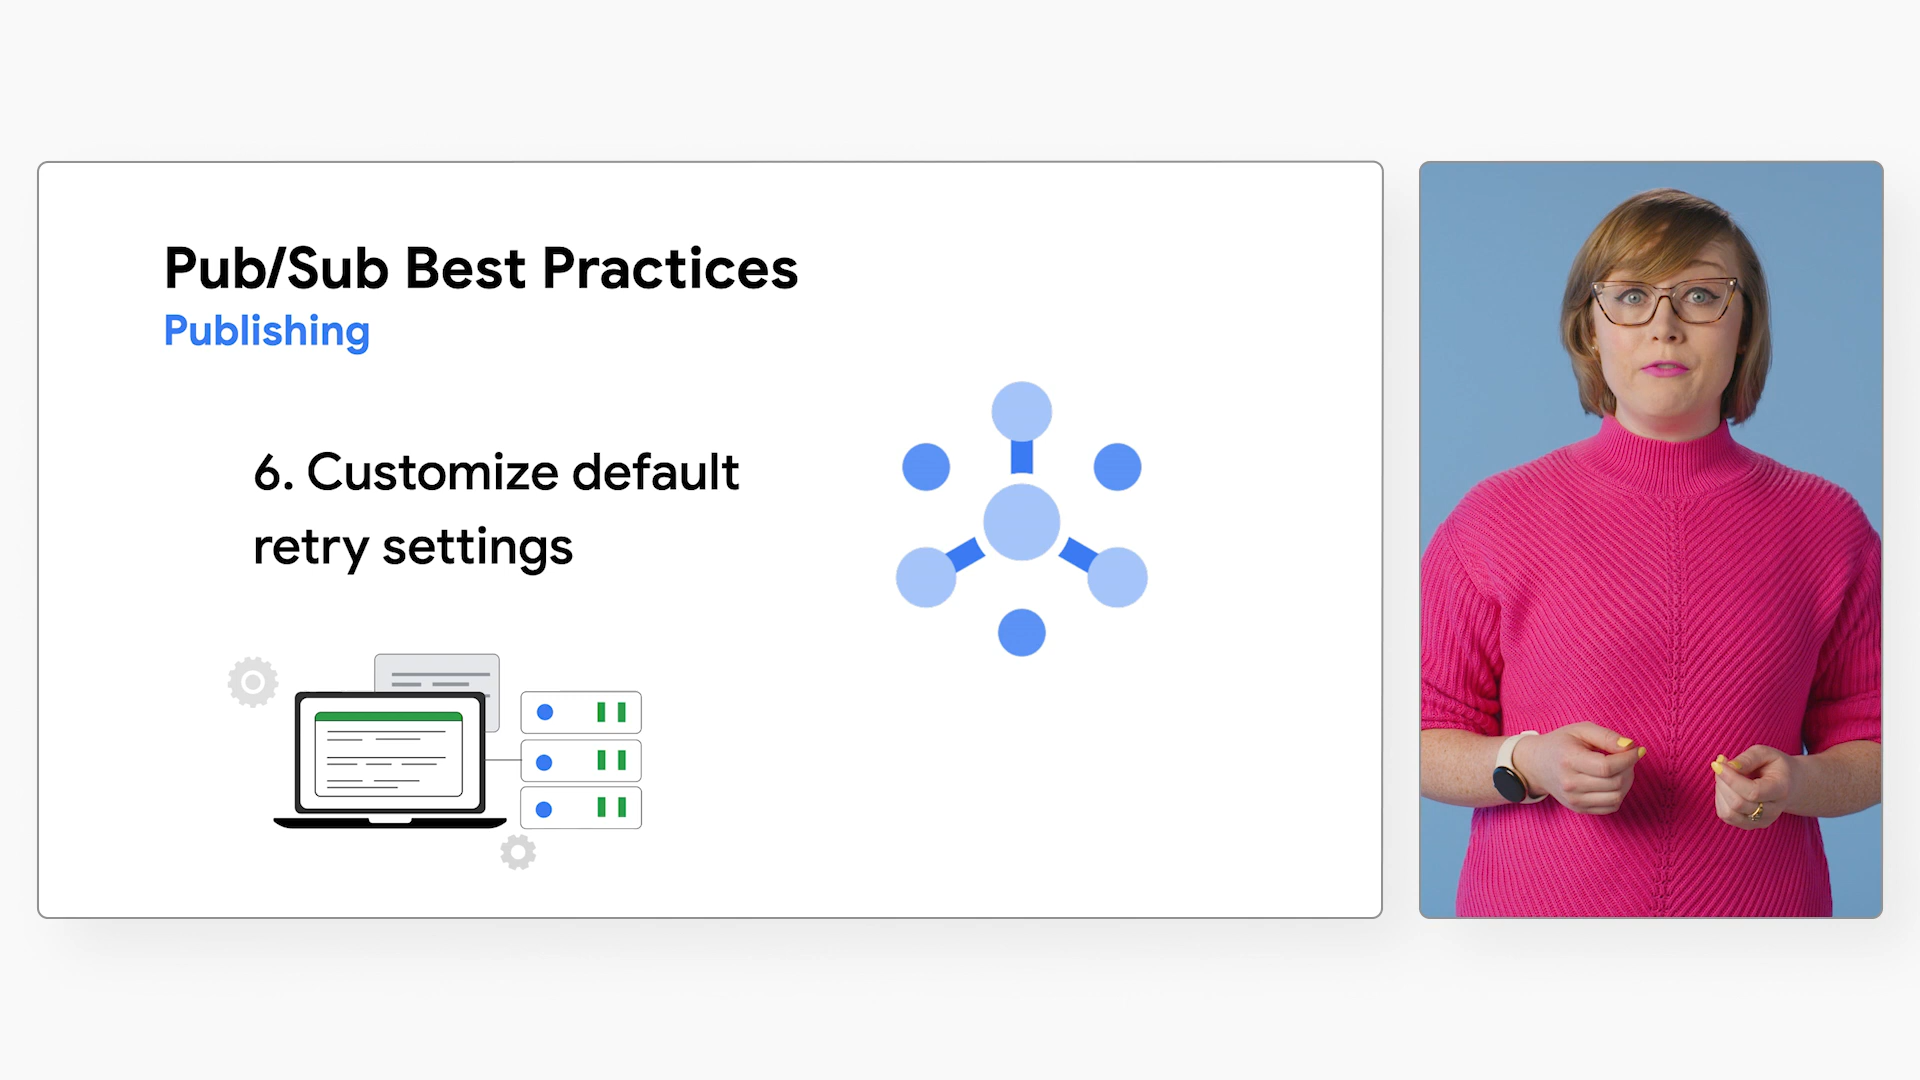 Pub/Sub Best Practices
Publishing
6. Customize default
retry settings